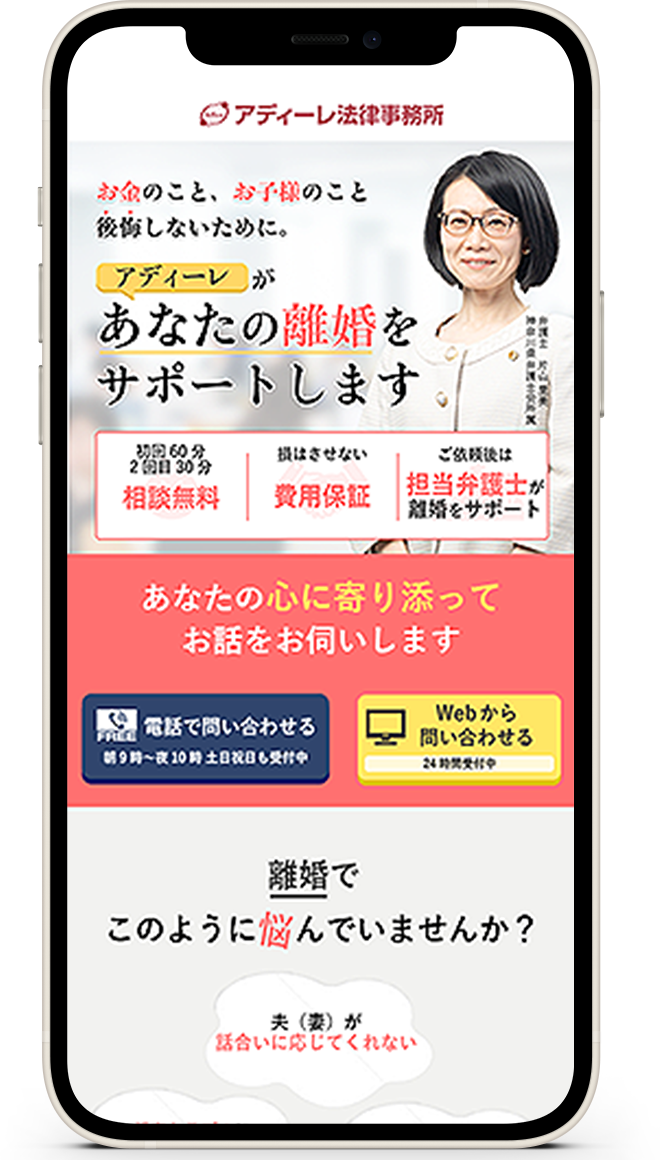 アディーレ法律事務所
お金のこと、お子様のこと
後悔しないために。
アディーレが
あなたの離婚を
サポートします
弁護士
神奈川県弁護士会所属
初回60分
2回目30分
相談無料
損はさせない
費用保証
ご依頼後は
担当弁護士が
離婚をサポート
あなたの心に寄り添って
お話をお伺いします
FREE
電話で問い合わせる
朝9時〜夜10時 土日祝日も受付中
Webから
問い合わせる
24時間受付中
離婚で
このように悩んでいませんか？
夫（妻）が
話合いに応じてくれない